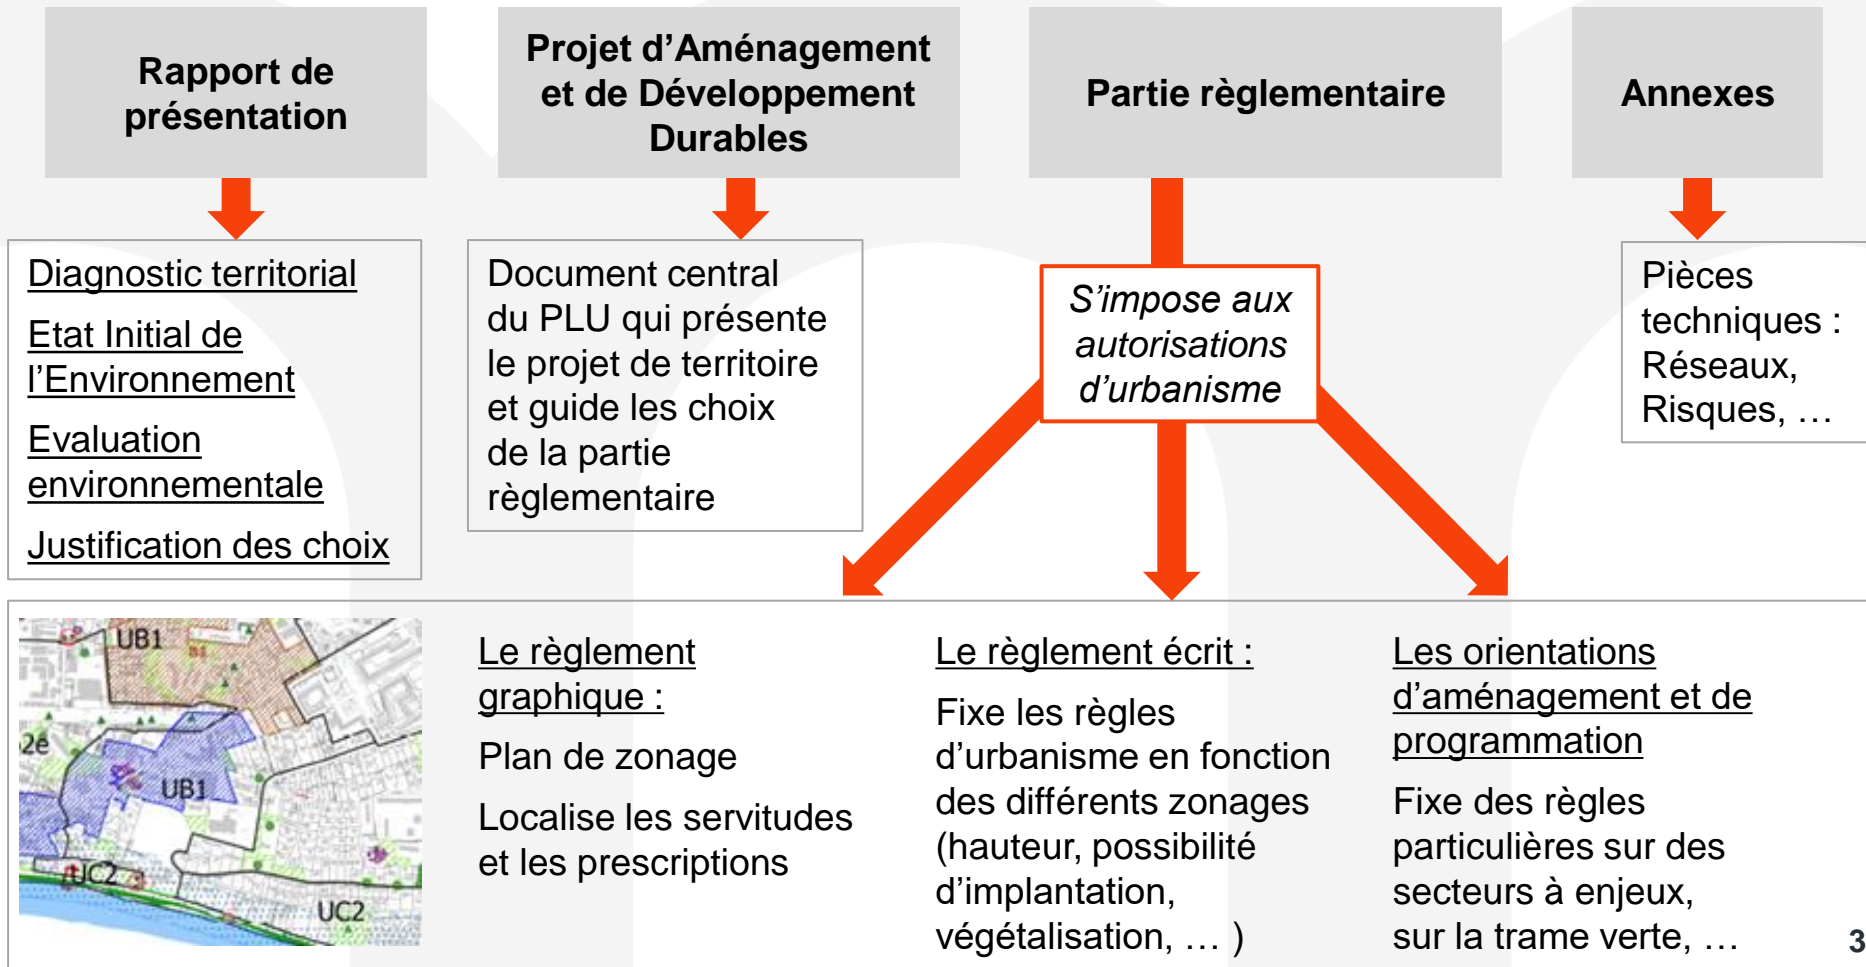 Rapport de
présentation
Projet d’Aménagement
et de Développement
Durables
Partie règlementaire
Annexes
Diagnostic territorial
Etat Initial de
l’Environnement
Evaluation
environnementale
Justification des choix
Document central
du PLU qui présente
le projet de territoire
et guide les choix
de la partie
règlementaire
S’impose aux
autorisations
d’urbanisme
Pièces
techniques :
Réseaux,
Risques, …
UB1
2e
UB1
UC2
UC2
Le règlement
graphique :
Plan de zonage
Localise les servitudes
et les prescriptions
Le règlement écrit :
Fixe les règles
d’urbanisme en fonction
des différents zonages
(hauteur, possibilité
d’implantation,
végétalisation, … )
Les orientations
d’aménagement et de
programmation
Fixe des règles
particulières sur des
secteurs à enjeux,
sur la trame verte, …
3